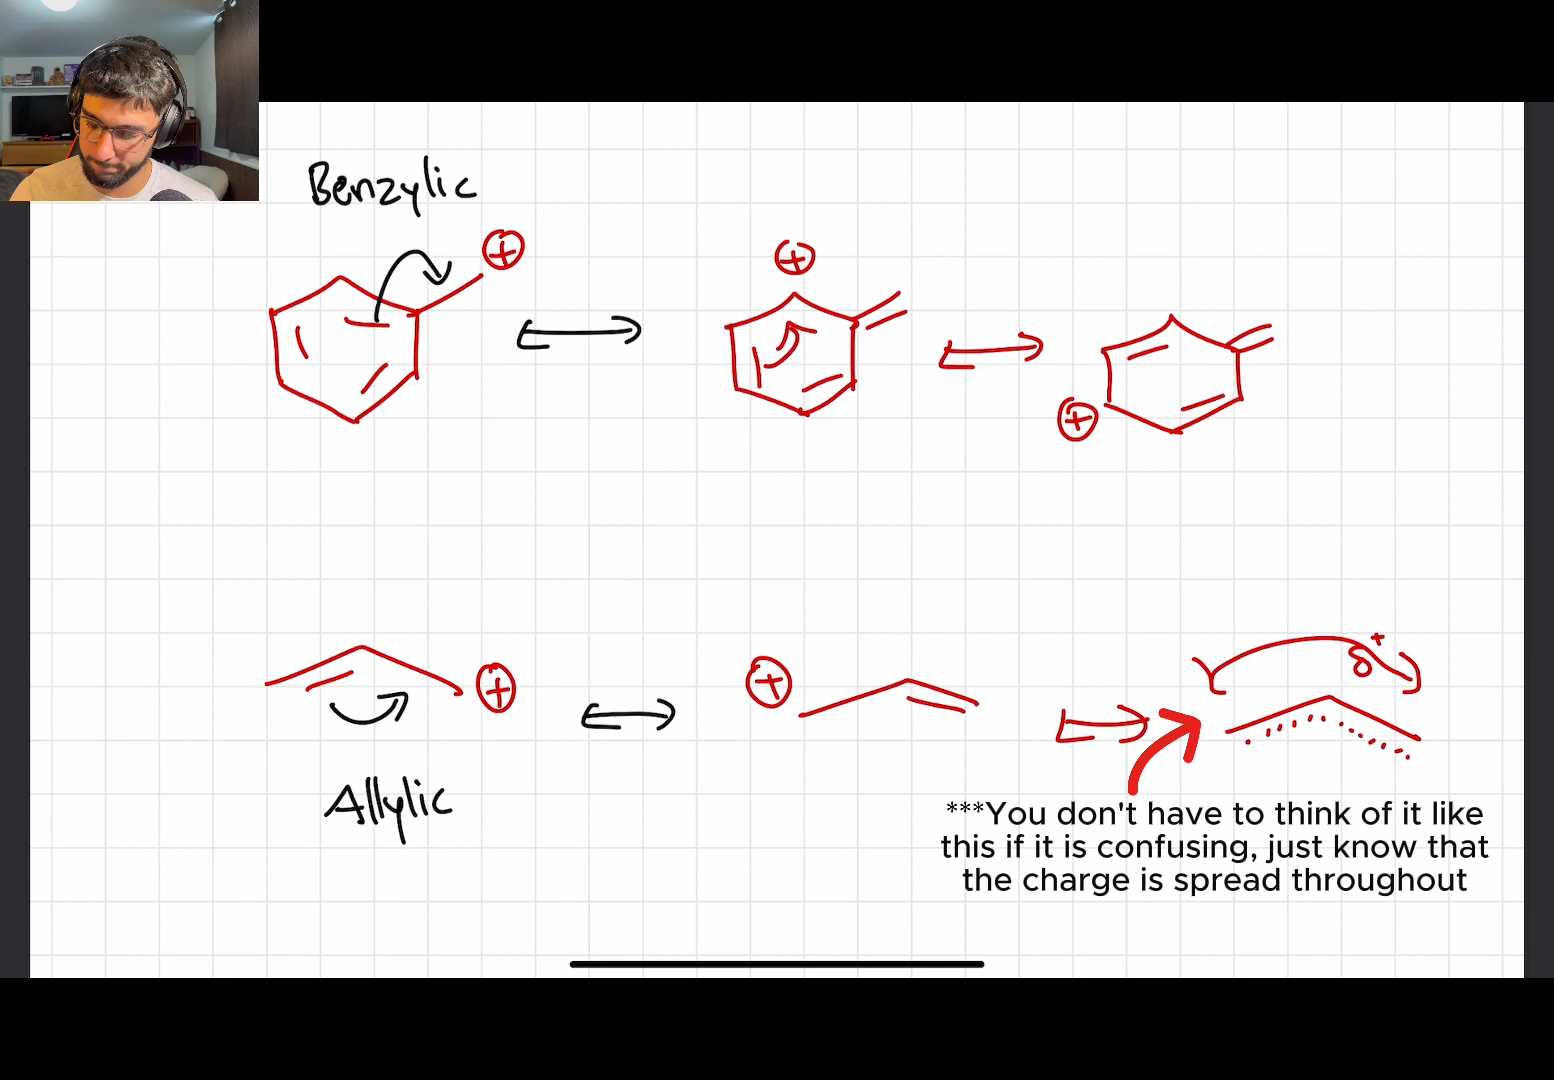 Benzylic
+
+
+
+
+
δ+
Allylic
***You don't have to think of it like
this if it is confusing, just know that
the charge is spread throughout